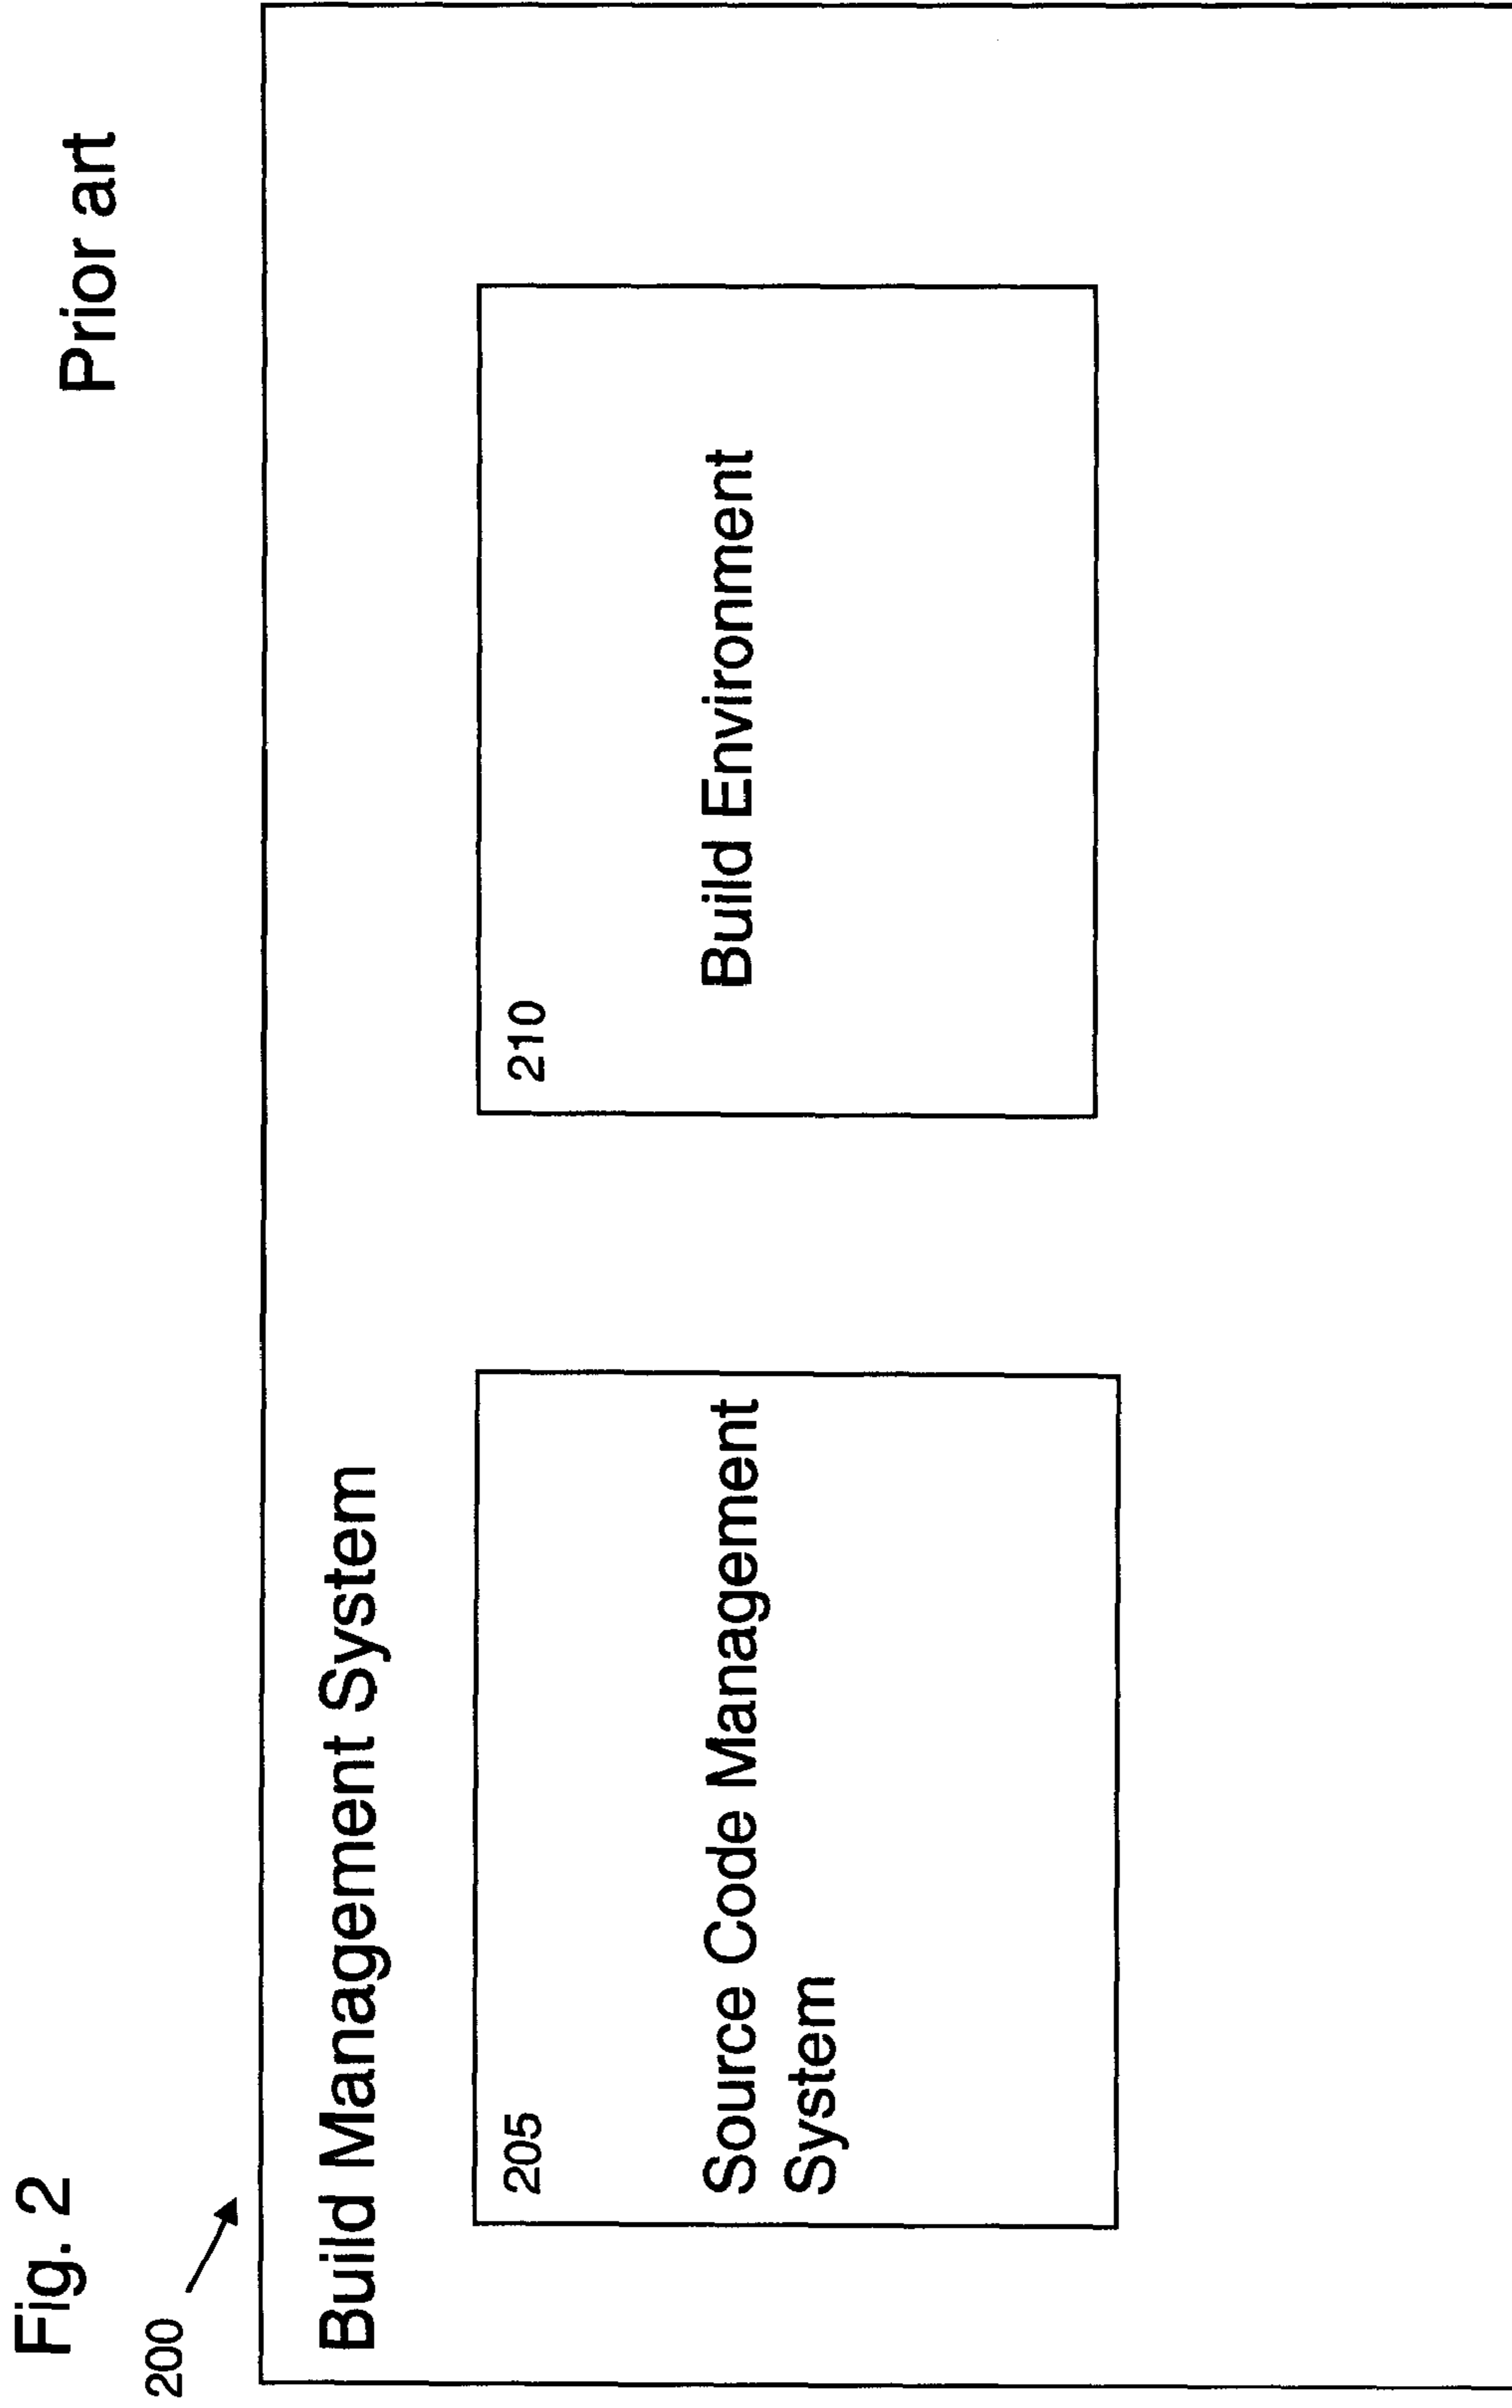 Fig. 2
Prior art
200
Build Management System
205
Source Code Management
System
210
Build Environment